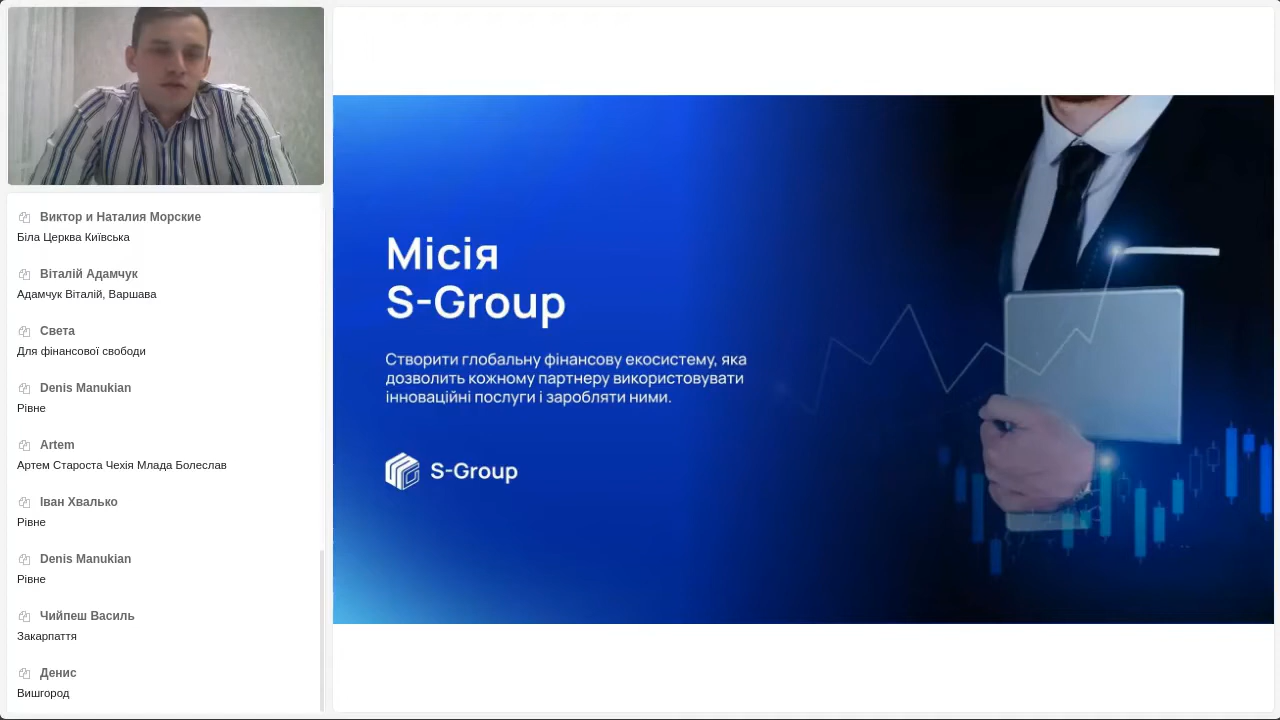 Виктор и Наталия Морские
Біла Церква Київська
Віталій Адамчук
Адамчук Віталій, Варшава
Света
Для фінансової свободи
Denis Manukian
Рівне
Artem
Артем Староста Чехія Млада Болеслав
Іван Хвалько
Рівне
Denis Manukian
Рівне
Чийпеш Василь
Закарпаття
Денис
Вишгород
Місія
S-Group
Створити глобальну фінансову екосистему, яка
дозволить кожному партнеру використовувати
інноваційні послуги і заробляти ними.
S-Group